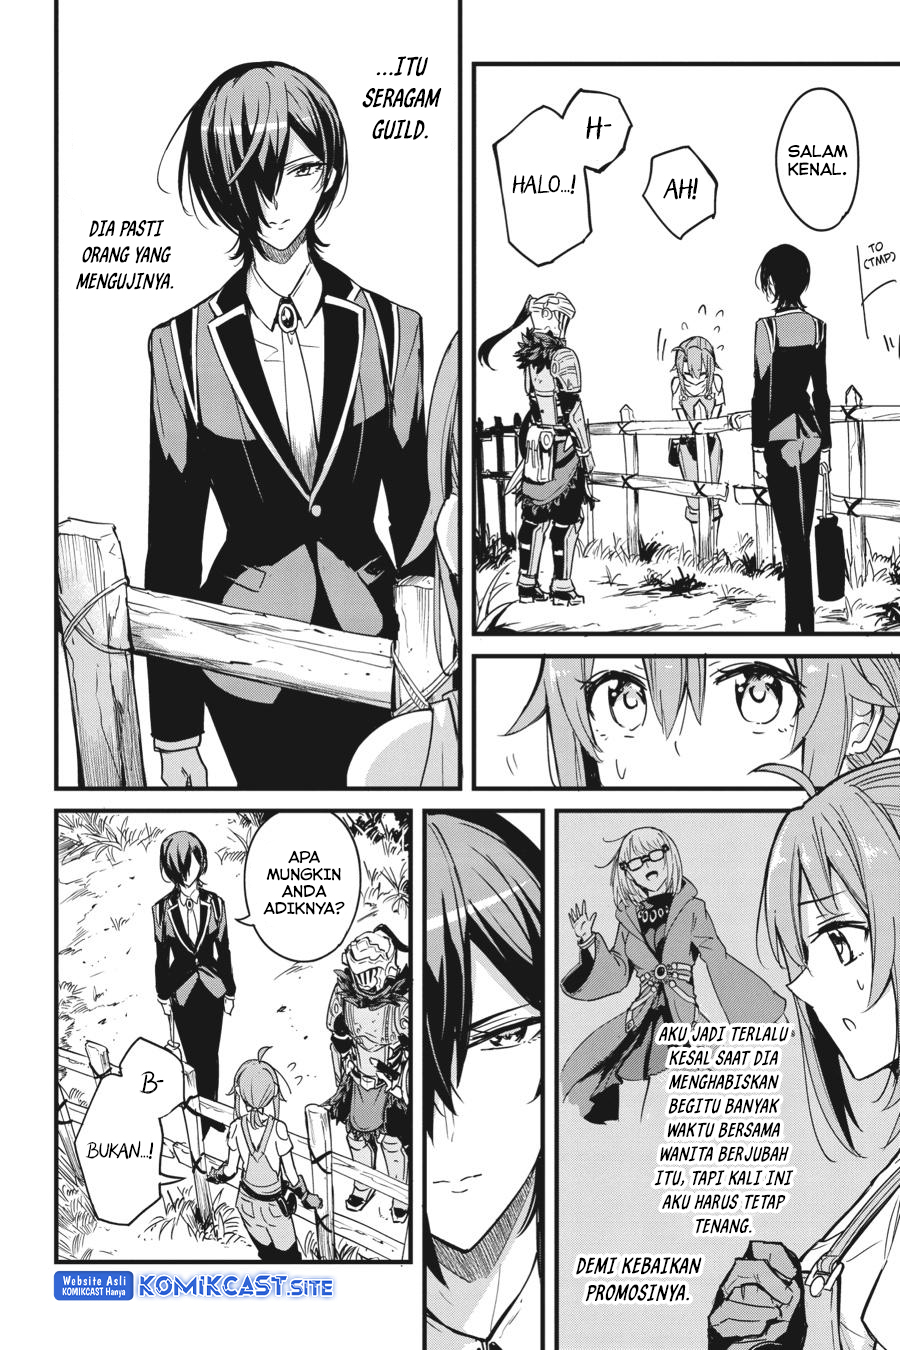 SALAM
KENAL.
AH!
H-
HALO...!
TO
(TMP)
...ITU
SERAGAM
GUILD.
DIA PASTI
ORANG YANG
MENGUJINYA.
AKU JADI TERLALU
KESAL SAAT DIA
MENGHABISKAN
BEGITU BANYAK
WAKTU BERSAMA
WANITA BERJUBAH
ITU, TAPI KALI INI
AKU HARUS TETAP
TENANG.
DEMI KEBAIKAN
PROMOSINYA.
APA
MUNGKIN
ANDA
ADIKNYA?
B-
BUKAN...!
Website Asli
KOMIKCAST Hanya
KOMIKCAST.SITE